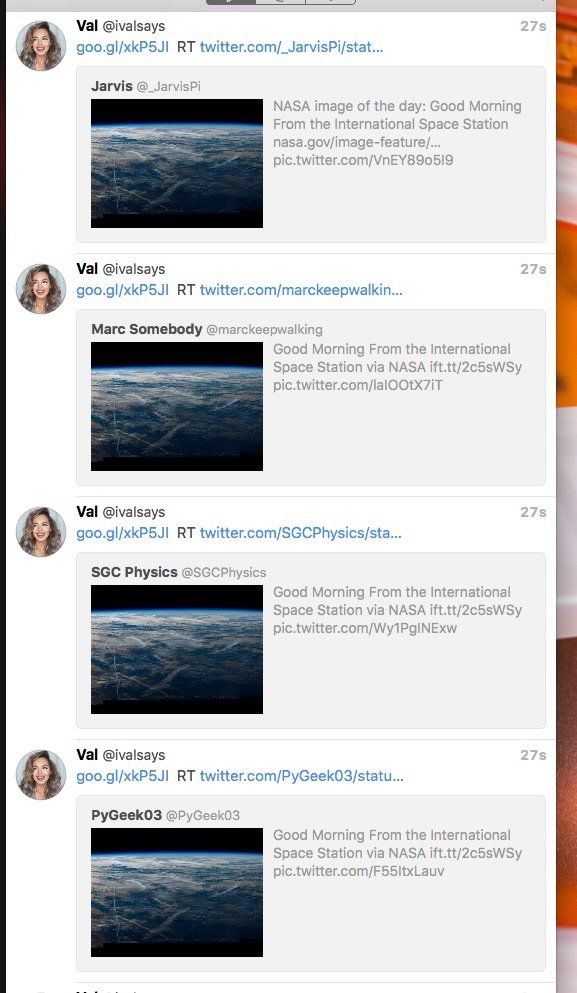 Val @ivalsays 27s
goo.gl/xkP5Jl RT twitter.com/_JarvisPi/stat...
Jarvis @_JarvisPi
NASA image of the day: Good Morning
From the International Space Station
nasa.gov/image-feature/...
pic.twitter.com/VnEY89o5I9
Val @ivalsays 27s
goo.gl/xkP5Jl RT twitter.com/marckeepwalkin...
Marc Somebody @marckeepwalking
Good Morning From the International
Space Station via NASA ift.tt/2c5sWSy
pic.twitter.com/laIOOtX7iT
Val @ivalsays 27s
goo.gl/xkP5Jl RT twitter.com/SGCPhysics/sta...
SGC Physics @SGCPhysics
Good Morning From the International
Space Station via NASA ift.tt/2c5sWSy
pic.twitter.com/Wy1PgINExw
Val @ivalsays 27s
goo.gl/xkP5Jl RT twitter.com/PyGeek03/statu...
PyGeek03 @PyGeek03
Good Morning From the International
Space Station via NASA ift.tt/2c5sWSy
pic.twitter.com/F55ItxLauv